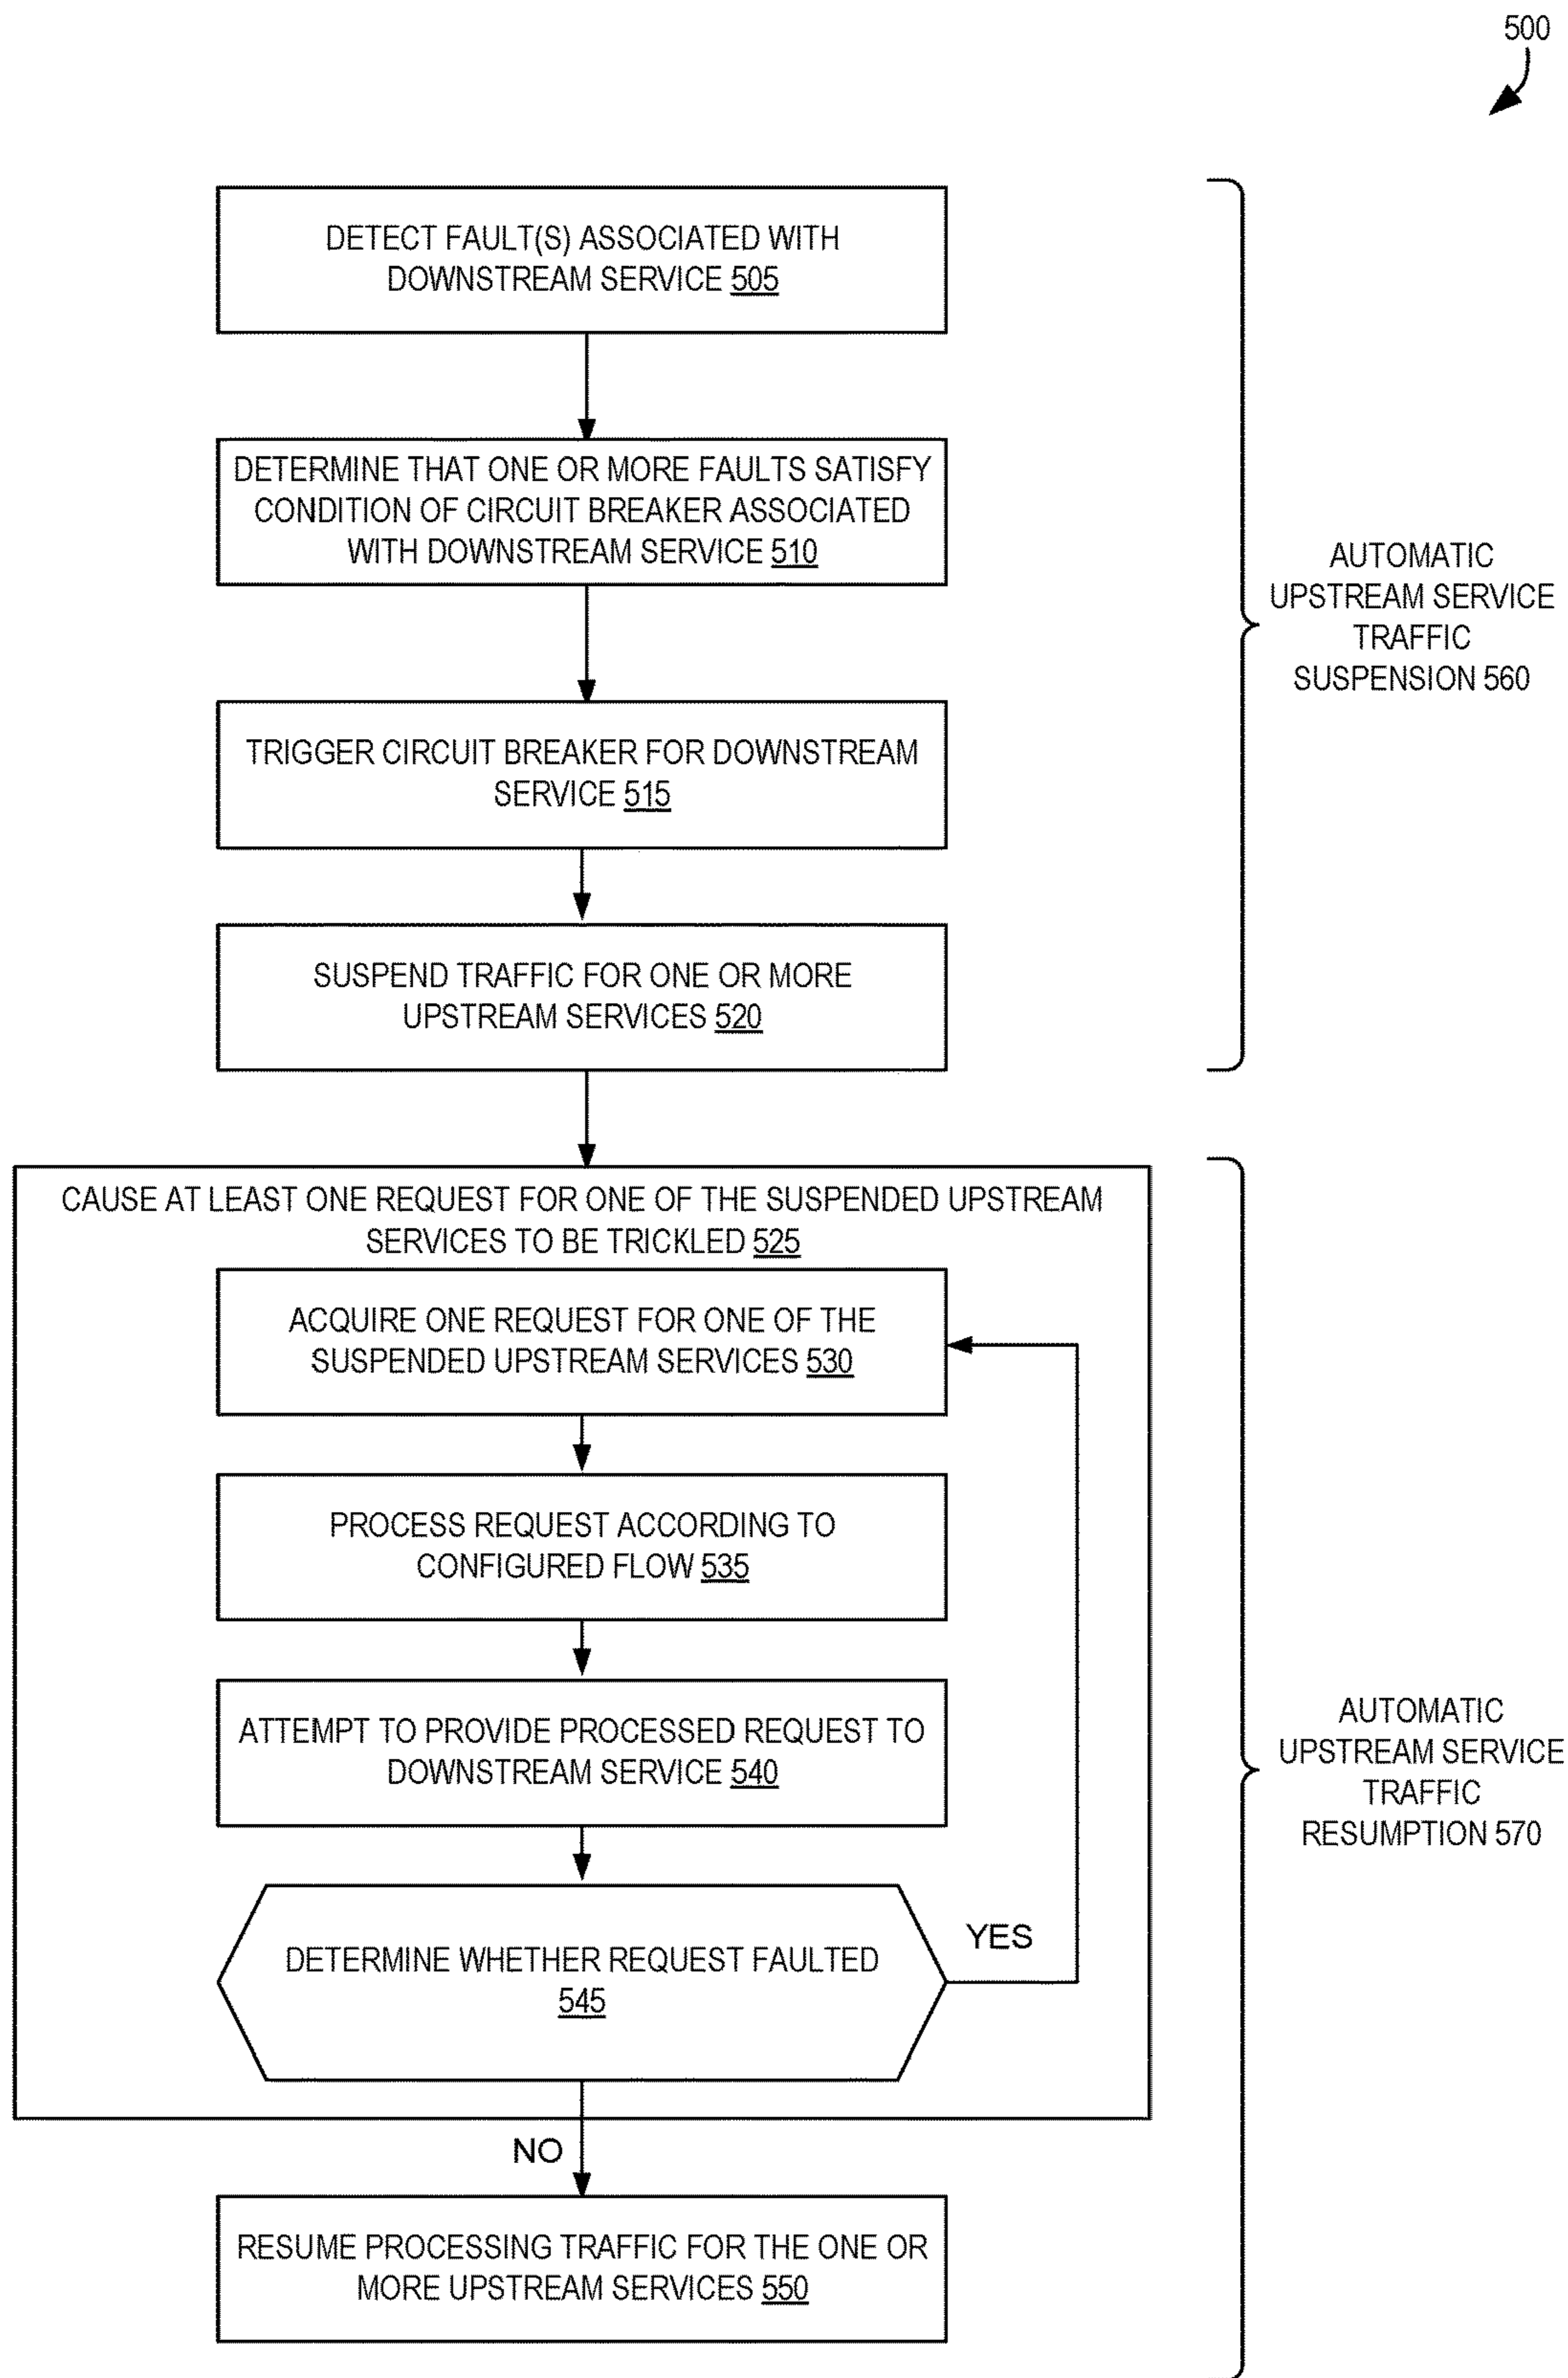 500
DETECT FAULT(S) ASSOCIATED WITH
DOWNSTREAM SERVICE 505
DETERMINE THAT ONE OR MORE FAULTS SATISFY
CONDITION OF CIRCUIT BREAKER ASSOCIATED
WITH DOWNSTREAM SERVICE 510
TRIGGER CIRCUIT BREAKER FOR DOWNSTREAM
SERVICE 515
SUSPEND TRAFFIC FOR ONE OR MORE
UPSTREAM SERVICES 520
AUTOMATIC
UPSTREAM SERVICE
TRAFFIC
SUSPENSION 560
CAUSE AT LEAST ONE REQUEST FOR ONE OF THE SUSPENDED UPSTREAM
SERVICES TO BE TRICKLED 525
ACQUIRE ONE REQUEST FOR ONE OF THE
SUSPENDED UPSTREAM SERVICES 530
PROCESS REQUEST ACCORDING TO
CONFIGURED FLOW 535
ATTEMPT TO PROVIDE PROCESSED REQUEST TO
DOWNSTREAM SERVICE 540
DETERMINE WHETHER REQUEST FAULTED
545
YES
NO
RESUME PROCESSING TRAFFIC FOR THE ONE OR
MORE UPSTREAM SERVICES 550
AUTOMATIC
UPSTREAM SERVICE
TRAFFIC
RESUMPTION 570